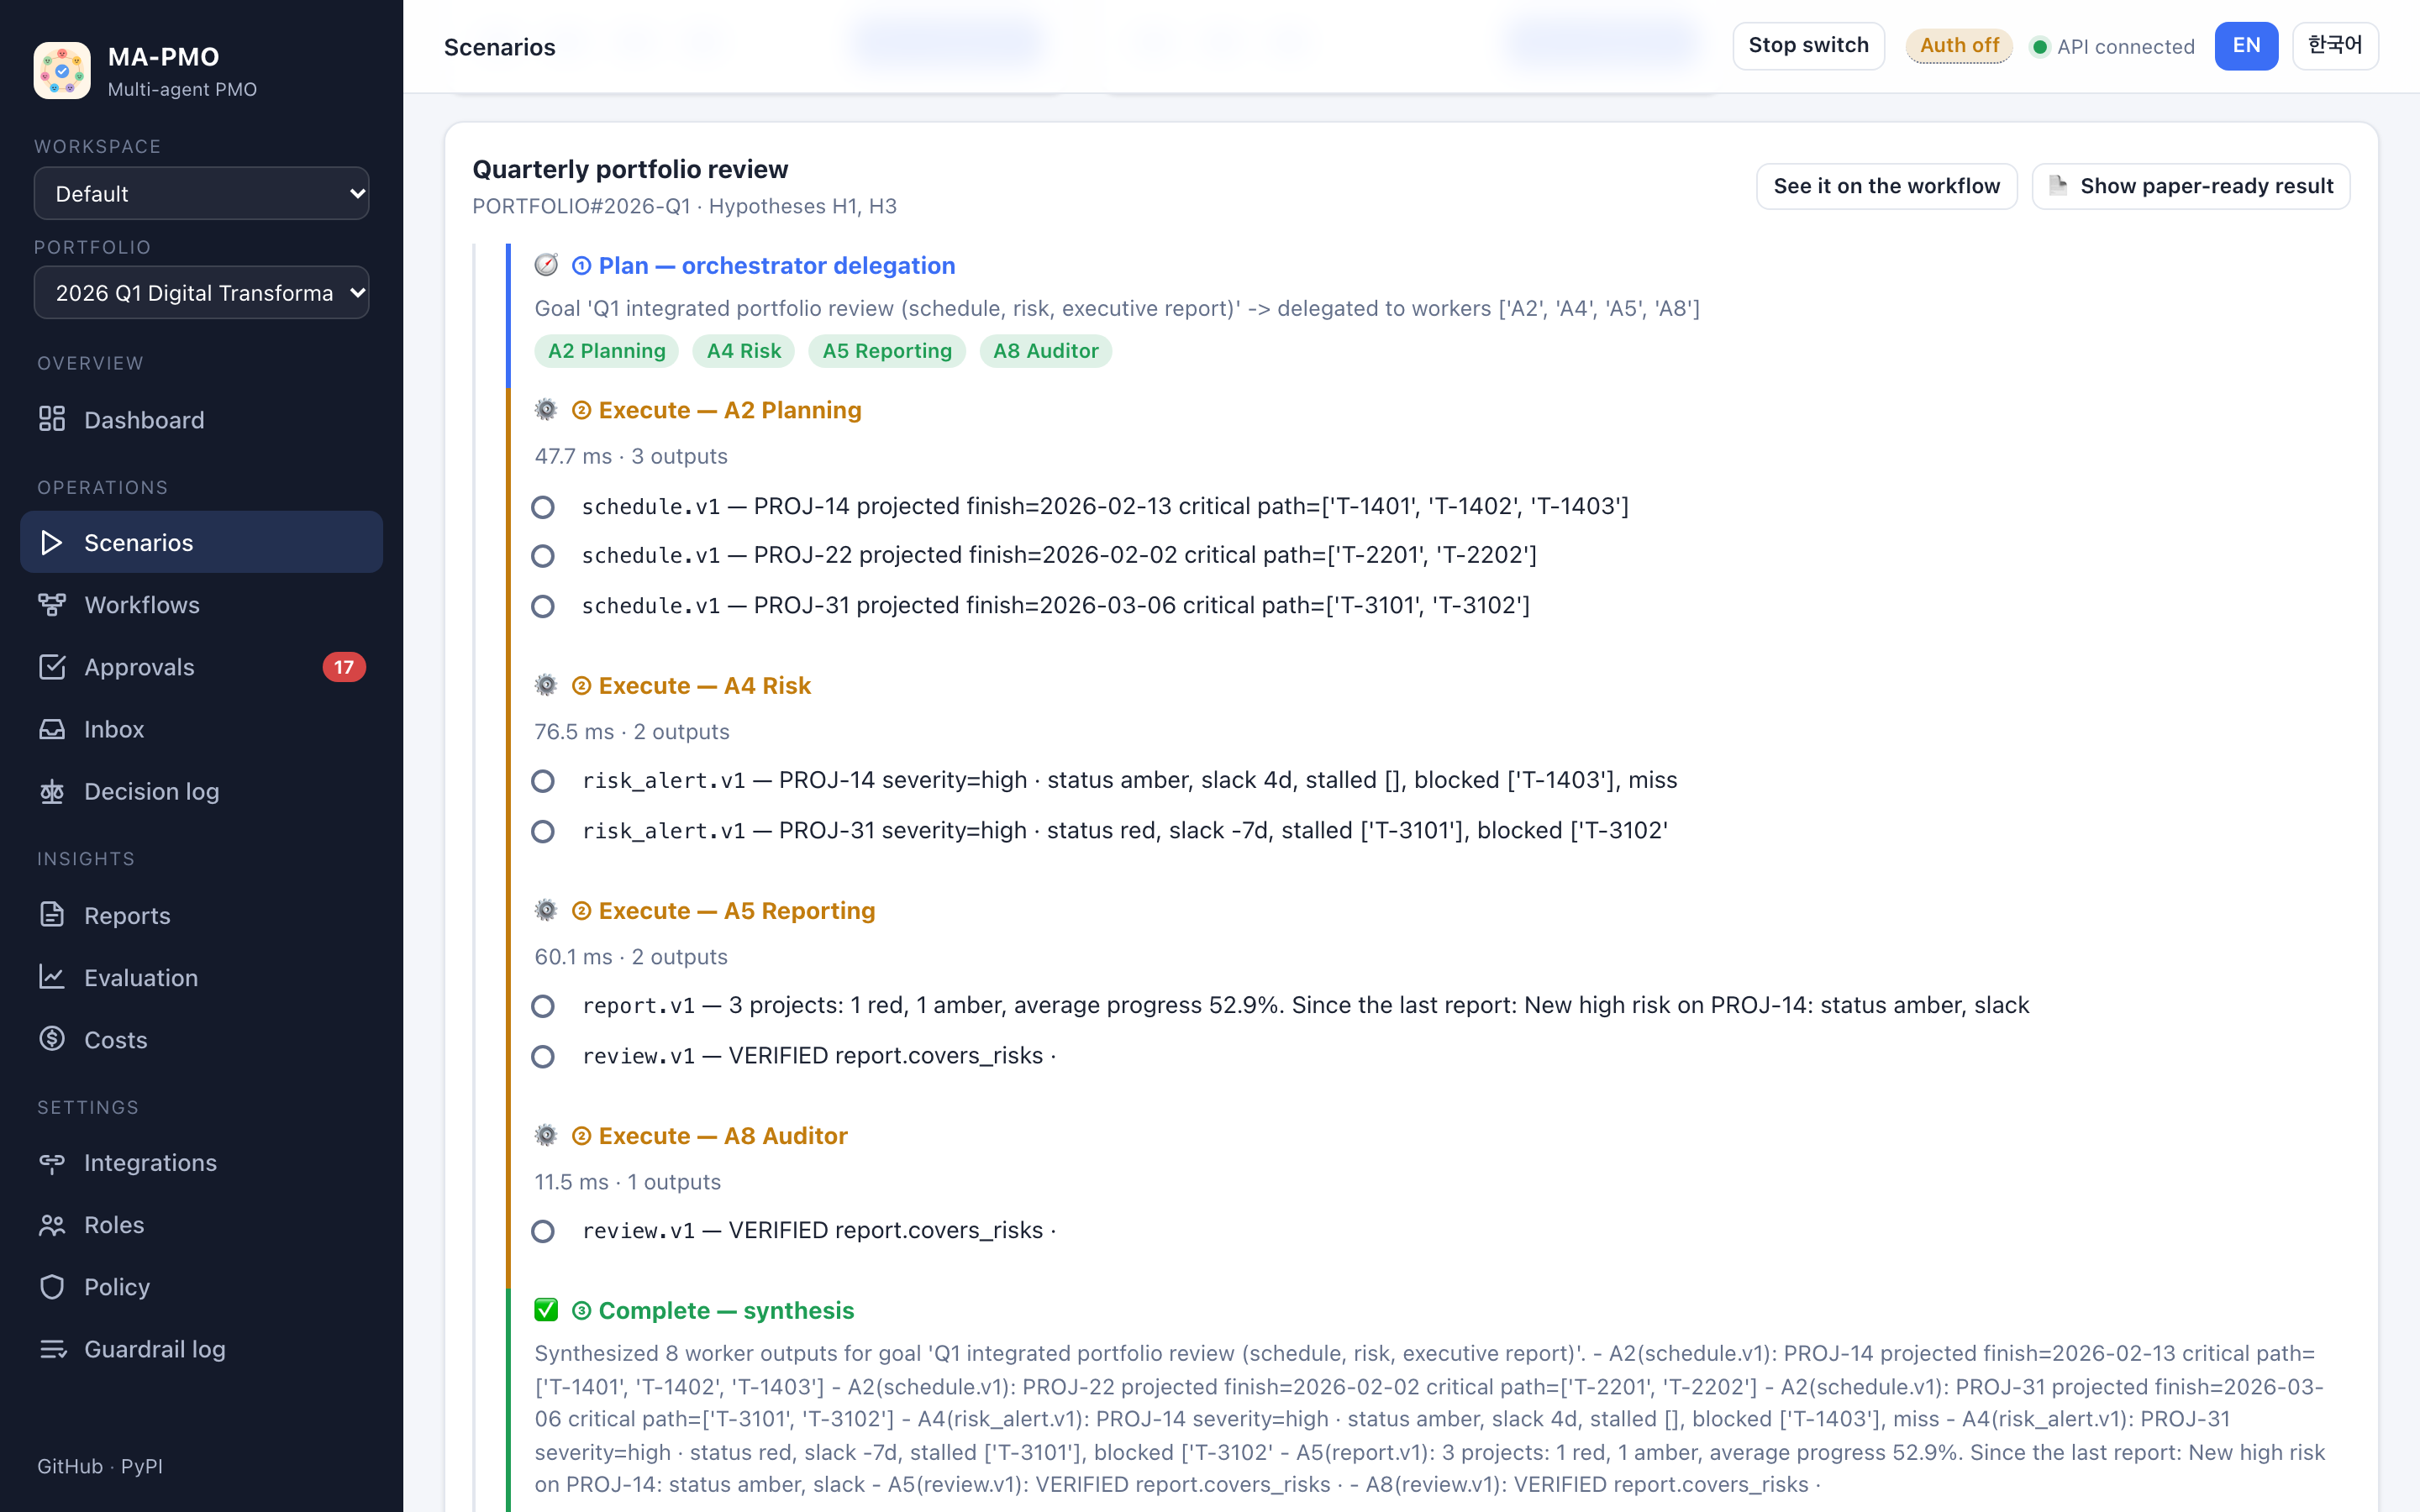 MA-PMO
Multi-agent PMO
WORKSPACE
Default
PORTFOLIO
2026 Q1 Digital Transforma
OVERVIEW
Dashboard
OPERATIONS
Scenarios
Workflows
Approvals
17
Inbox
Decision log
INSIGHTS
Reports
Evaluation
Costs
SETTINGS
Integrations
Roles
Policy
Guardrail log
GitHub · PyPI
Scenarios
Stop switch
Auth off
API connected
EN
한국어
Quarterly portfolio review
PORTFOLIO#2026-Q1 · Hypotheses H1, H3
See it on the workflow
Show paper-ready result
① Plan — orchestrator delegation
Goal 'Q1 integrated portfolio review (schedule, risk, executive report)' -> delegated to workers ['A2', 'A4', 'A5', 'A8']
A2 Planning
A4 Risk
A5 Reporting
A8 Auditor
② Execute — A2 Planning
47.7 ms · 3 outputs
schedule.v1 — PROJ-14 projected finish=2026-02-13 critical path=['T-1401', 'T-1402', 'T-1403']
schedule.v1 — PROJ-22 projected finish=2026-02-02 critical path=['T-2201', 'T-2202']
schedule.v1 — PROJ-31 projected finish=2026-03-06 critical path=['T-3101', 'T-3102']
② Execute — A4 Risk
76.5 ms · 2 outputs
risk_alert.v1 — PROJ-14 severity=high · status amber, slack 4d, stalled [], blocked ['T-1403'], miss
risk_alert.v1 — PROJ-31 severity=high · status red, slack -7d, stalled ['T-3101'], blocked ['T-3102'
② Execute — A5 Reporting
60.1 ms · 2 outputs
report.v1 — 3 projects: 1 red, 1 amber, average progress 52.9%. Since the last report: New high risk on PROJ-14: status amber, slack
review.v1 — VERIFIED report.covers_risks ·
② Execute — A8 Auditor
11.5 ms · 1 outputs
review.v1 — VERIFIED report.covers_risks ·
③ Complete — synthesis
Synthesized 8 worker outputs for goal 'Q1 integrated portfolio review (schedule, risk, executive report)'. - A2(schedule.v1): PROJ-14 projected finish=2026-02-13 critical path=
['T-1401', 'T-1402', 'T-1403'] - A2(schedule.v1): PROJ-22 projected finish=2026-02-02 critical path=['T-2201', 'T-2202'] - A2(schedule.v1): PROJ-31 projected finish=2026-03-
06 critical path=['T-3101', 'T-3102'] - A4(risk_alert.v1): PROJ-14 severity=high · status amber, slack 4d, stalled [], blocked ['T-1403'], miss - A4(risk_alert.v1): PROJ-31
severity=high · status red, slack -7d, stalled ['T-3101'], blocked ['T-3102' - A5(report.v1): 3 projects: 1 red, 1 amber, average progress 52.9%. Since the last report: New high risk
on PROJ-14: status amber, slack - A5(review.v1): VERIFIED report.covers_risks · - A8(review.v1): VERIFIED report.covers_risks ·